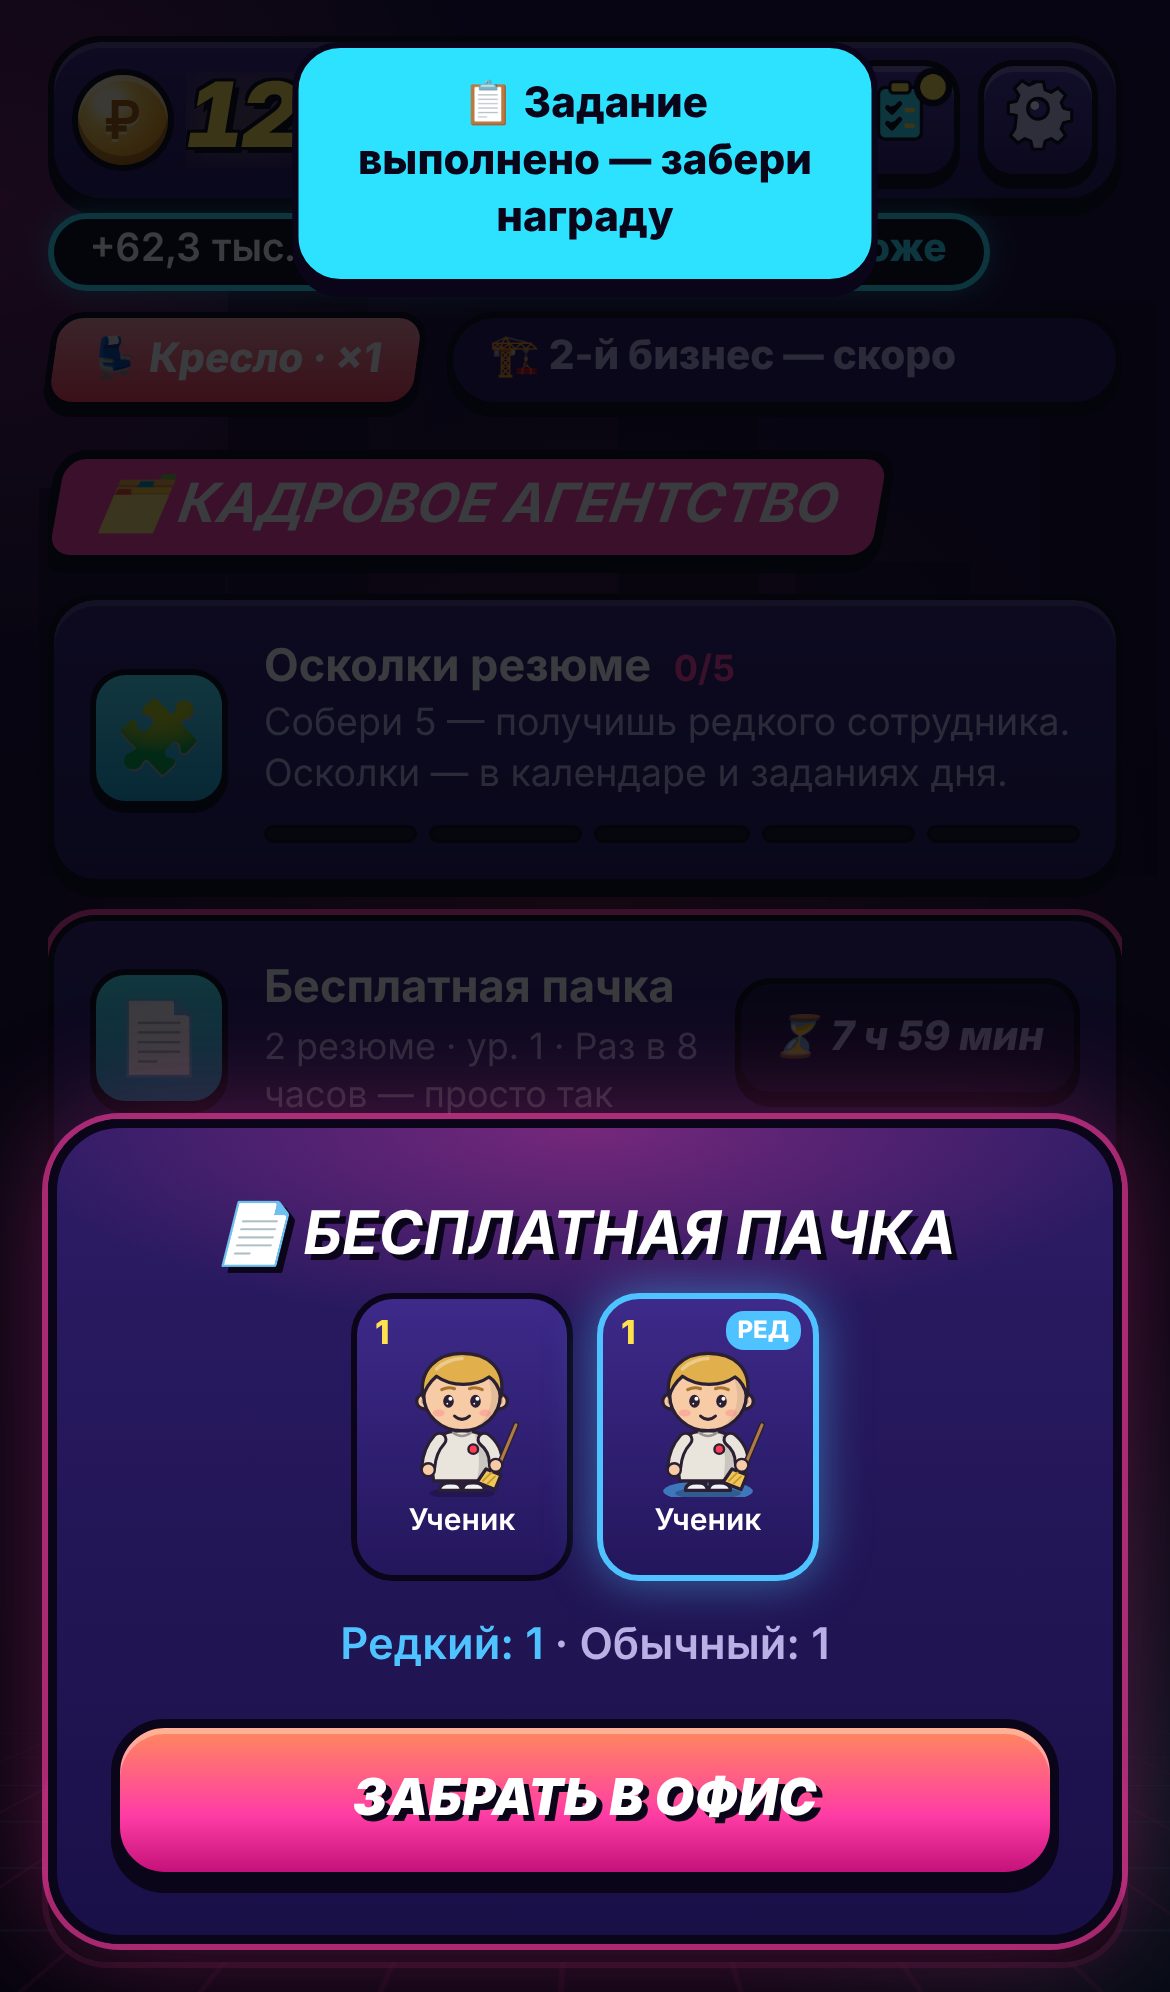 12
📋 Задание
выполнено — забери
награду
+62,3 тыс.
оже
Кресло · ×1
2-й бизнес — скоро
КАДРОВОЕ АГЕНТСТВО
Осколки резюме 0/5
Собери 5 — получишь редкого сотрудника.
Осколки — в календаре и заданиях дня.
Бесплатная пачка
2 резюме · ур. 1 · Раз в 8
часов — просто так
⏳ 7 ч 59 мин
БЕСПЛАТНАЯ ПАЧКА
1
Ученик
1 РЕД
Ученик
Редкий: 1 · Обычный: 1
ЗАБРАТЬ В ОФИС